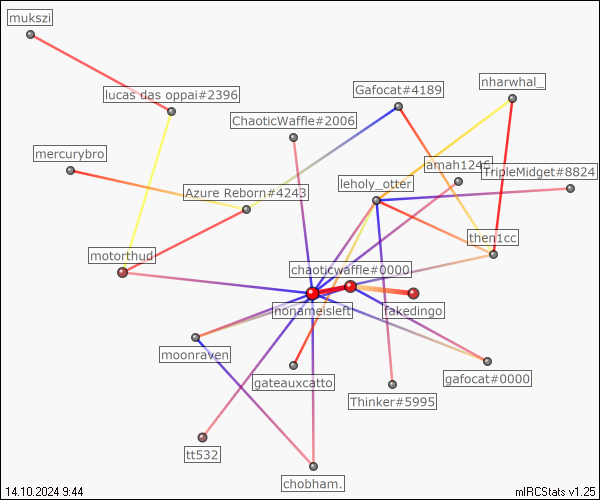 mukszi
lucas das oppai#2396
Gafocat#4189
nharwhal_
ChaoticWaffle#2006
mercurybro
amah1246
TripleMidget#8824
Azure Reborn#4243
leholy_otter
then1cc
motorthud
chaoticwaffle#0000
nonameisleft
fakedingo
moonraven
gateauxcatto
gafocat#0000
Thinker#5995
tt532
chobham.
14.10.2024 9:44
mIRCStats v1.25